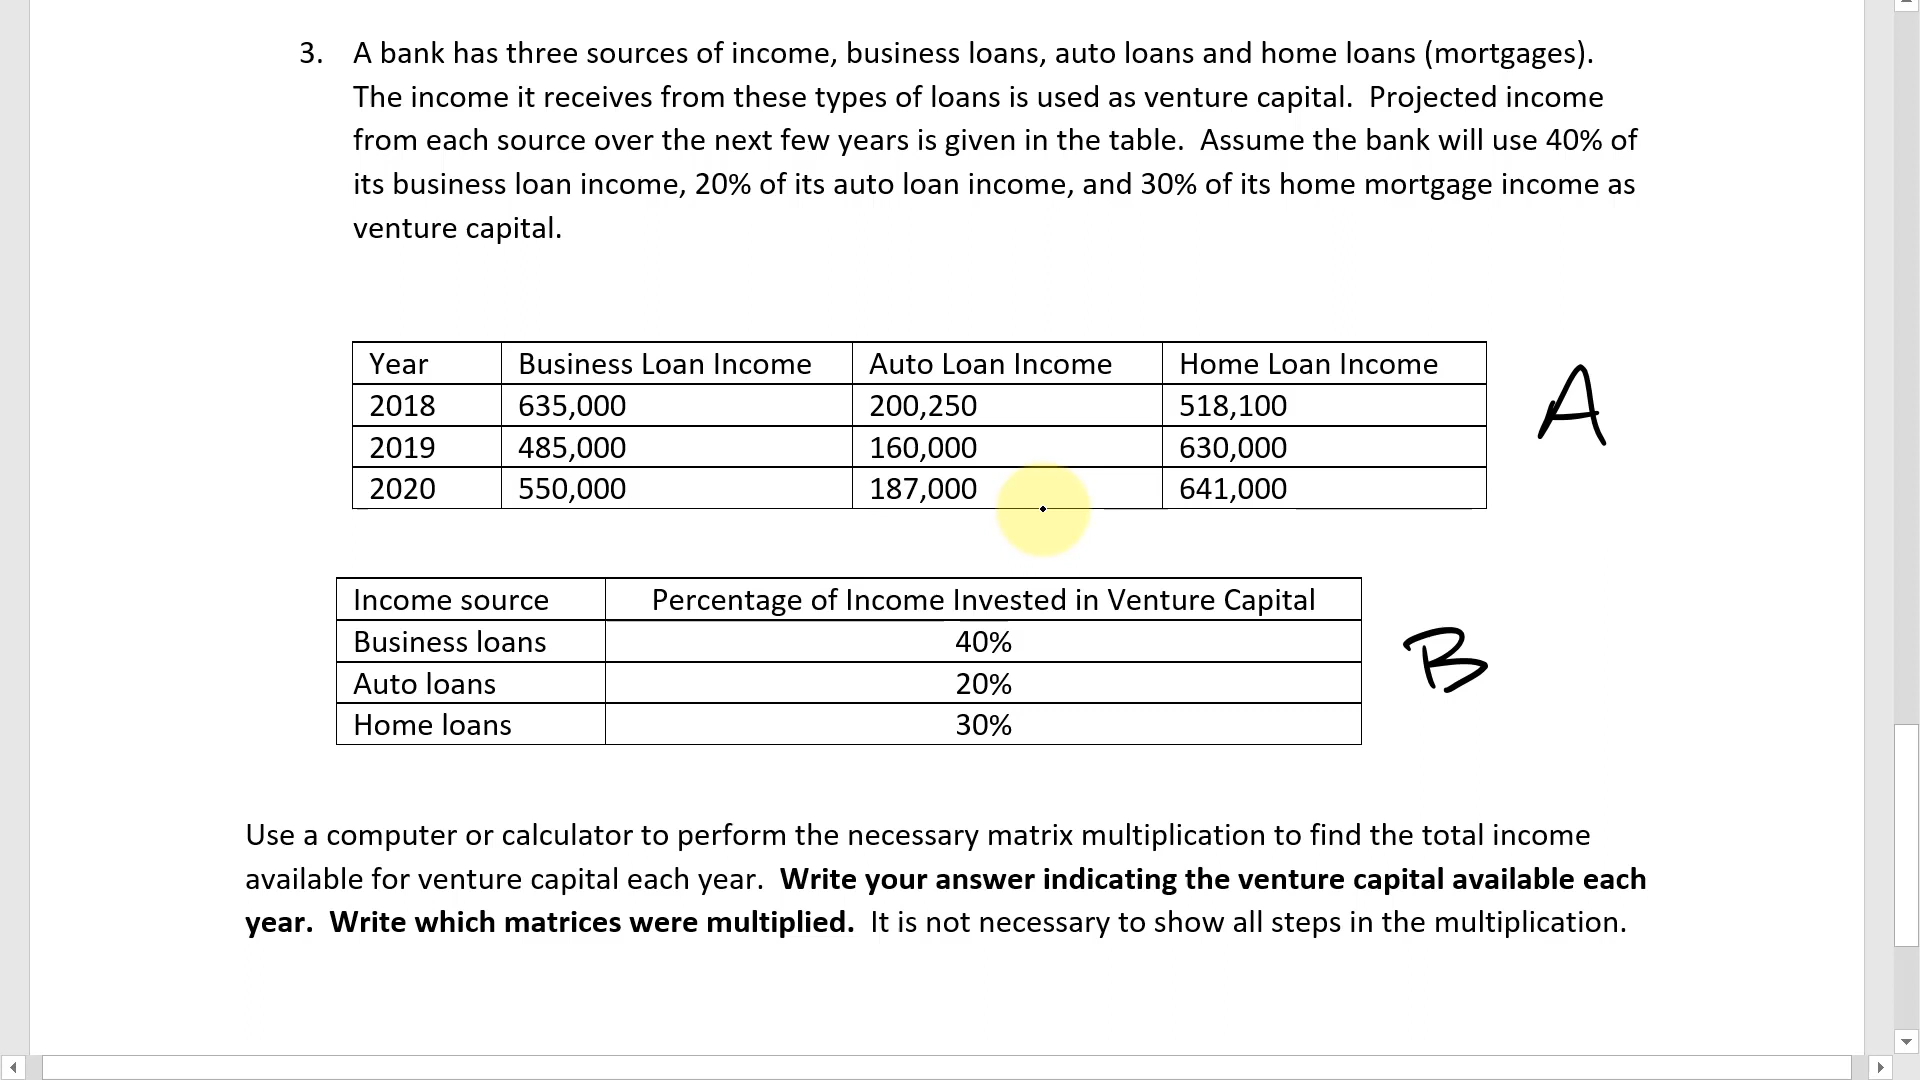 3. A bank has three sources of income, business loans, auto loans and home loans (mortgages).
The income it receives from these types of loans is used as venture capital. Projected income
from each source over the next few years is given in the table. Assume the bank will use 40% of
its business loan income, 20% of its auto loan income, and 30% of its home mortgage income as
venture capital.
Year Business Loan Income Auto Loan Income Home Loan Income
2018 635,000 200,250 518,100
2019 485,000 160,000 630,000
2020 550,000 187,000 641,000
A
Income source Percentage of Income Invested in Venture Capital
Business loans 40%
Auto loans 20%
Home loans 30%
B
Use a computer or calculator to perform the necessary matrix multiplication to find the total income
available for venture capital each year. Write your answer indicating the venture capital available each
year. Write which matrices were multiplied. It is not necessary to show all steps in the multiplication.